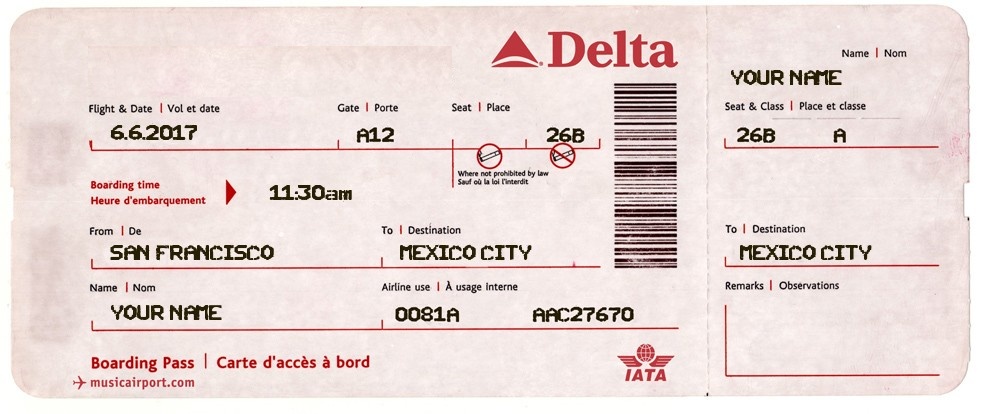 Delta
Flight & Date | Vol et date
Gate | Porte
Seat | Place
6.6.2017
A12
26B
Where not prohibited by law
Sauf où la loi l'interdit
Boarding time
Heure d'embarquement
11:30am
From | De
To | Destination
SAN FRANCISCO
MEXICO CITY
Name | Nom
Airline use | À usage interne
YOUR NAME
0081A
AAC27670
Boarding Pass | Carte d'accès à bord
musicairport.com
IATA
Name | Nom
YOUR NAME
Seat & Class | Place et classe
26B
A
To | Destination
MEXICO CITY
Remarks | Observations